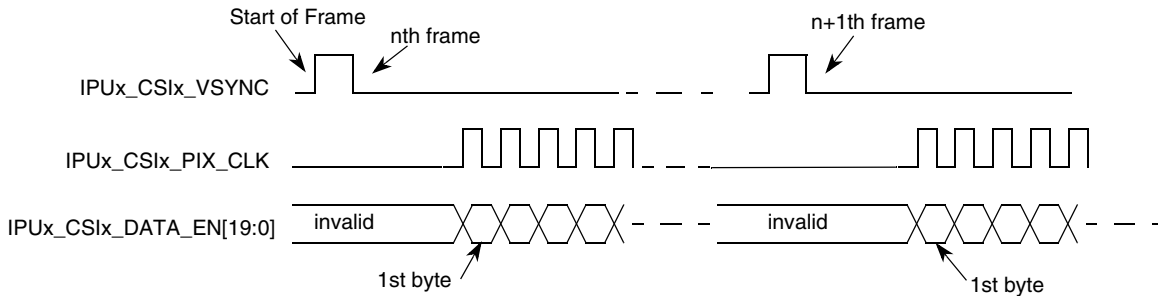 Start of Frame
nth frame
n+1th frame
IPUx_CSIx_VSYNC
IPUx_CSIx_PIX_CLK
IPUx_CSIx_DATA_EN[19:0]
invalid
invalid
1st byte
1st byte